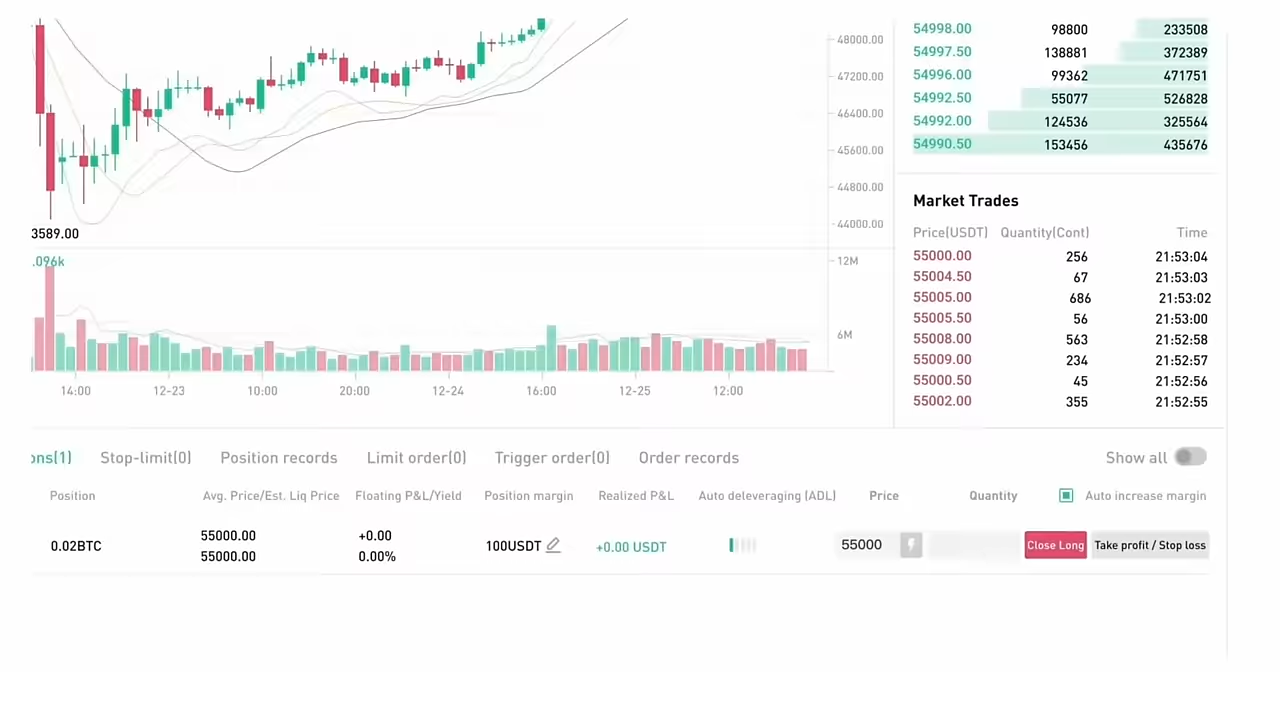 54998.00 98800 233508
54997.50 138881 372389
54996.00 99362 471751
54992.50 55077 526828
54992.00 124536 325564
54990.50 153456 435676
48000.00
47200.00
46400.00
45600.00
44800.00
44000.00
3589.00
.096k
12M
6M
14:00 12-23 10:00 20:00 12-24 16:00 12-25 12:00
Market Trades
Price(USDT) Quantity(Cont) Time
55000.00 256 21:53:04
55004.50 67 21:53:03
55005.00 686 21:53:02
55005.50 56 21:53:00
55008.00 563 21:52:58
55009.00 234 21:52:57
55000.50 45 21:52:56
55002.00 355 21:52:55
ons(1) Stop-limit(0) Position records Limit order(0) Trigger order(0) Order records Show all
Position Avg. Price/Est. Liq Price Floating P&L/Yield Position margin Realized P&L Auto deleveraging (ADL) Price Quantity Auto increase margin
0.02BTC 55000.00 +0.00 100USDT +0.00 USDT 55000 Close Long Take profit / Stop loss
55000.00 0.00%